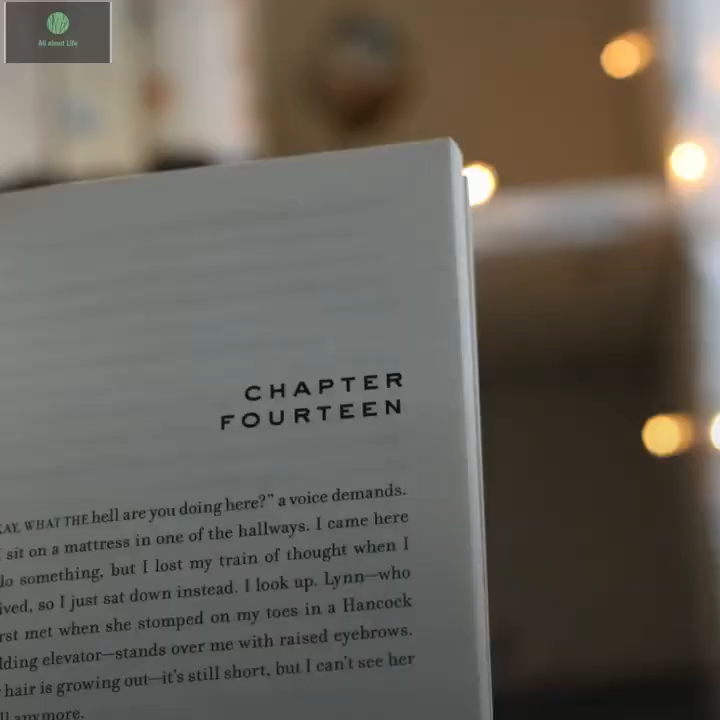 All about Life
CHAPTER
FOURTEEN
WHAT THE hell are you doing here?" a voice demands.
sit on a mattress in one of the hallways. I came here
something, but I lost my train of thought when I
so I just sat down instead. I look up. Lynn—who
met when she stomped on my toes in a Hancock
elevator—stands over me with raised eyebrows.
hair is growing out—it's still short, but I can't see her
anymore.